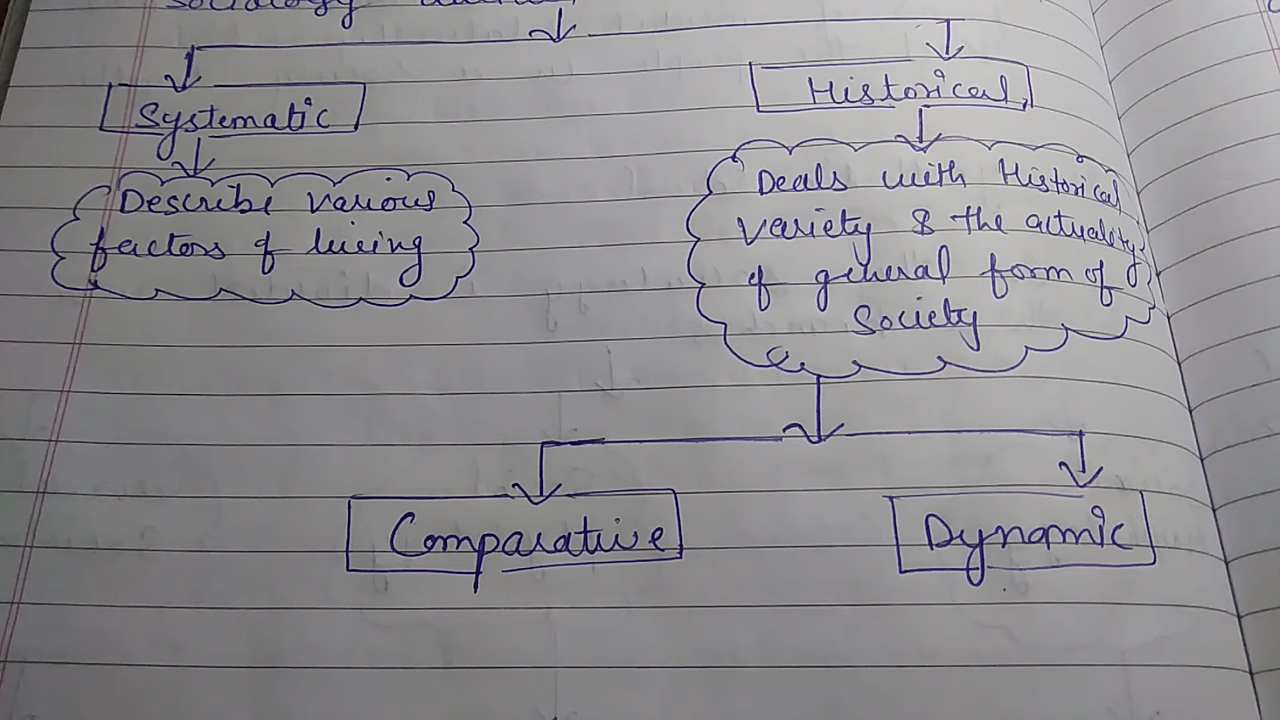 sociology
Systematic
Historical
Describe various
factors of living
Deals with Historical
variety & the actuality
of general form of
Society
Comparative
Dynamic